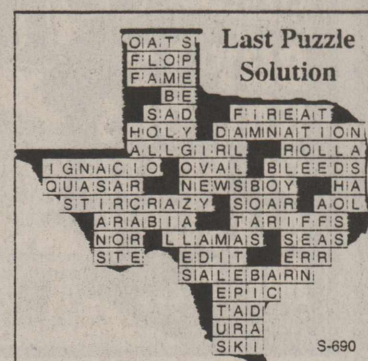 Last Puzzle
Solution
OATS
FLOP
FAME
BE
SAD FIREAT
HOLY DAMNATION
ALLGIRL ROLLA
IGNACIO OVAL BLEEDS
QUASAR NEWSBOY HA
STIRCRAZY SOAR AOL
ARABIA TARIFFS
NOR LLAMAS SEAS
STE EDIT ERR
SALEBARN
EPIC
TAD
URA
SKI
S-690